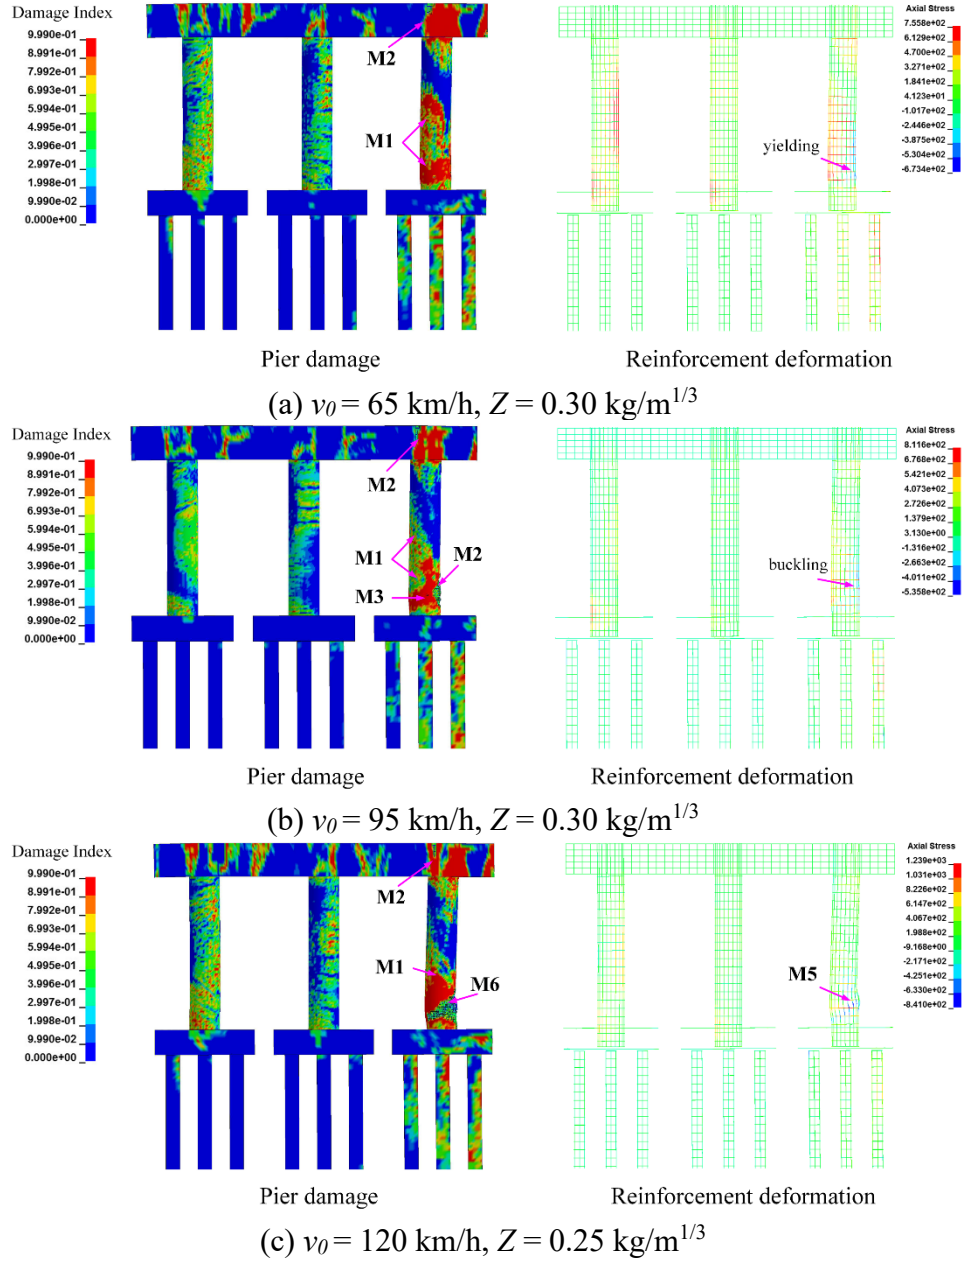 Damage Index
9.990e-01
8.991e-01
7.992e-01
6.993e-01
5.994e-01
4.995e-01
3.996e-01
2.997e-01
1.998e-01
9.990e-02
0.000e+00
M2
M1
Axial Stress
7.558e+02
6.129e+02
4.700e+02
3.271e+02
1.841e+02
4.123e+01
-1.017e+02
-2.446e+02
-3.875e+02
-5.304e+02
-6.734e+02
yielding
Pier damage
Reinforcement deformation
(a) v0 = 65 km/h, Z = 0.30 kg/m1/3
Damage Index
9.990e-01
8.991e-01
7.992e-01
6.993e-01
5.994e-01
4.995e-01
3.996e-01
2.997e-01
1.998e-01
9.990e-02
0.000e+00
M2
M1
M2
M3
Axial Stress
8.116e+02
6.768e+02
5.421e+02
4.073e+02
2.726e+02
1.379e+02
3.130e+00
-1.316e+02
-2.663e+02
-4.011e+02
-5.358e+02
buckling
Pier damage
Reinforcement deformation
(b) v0 = 95 km/h, Z = 0.30 kg/m1/3
Damage Index
9.990e-01
8.991e-01
7.992e-01
6.993e-01
5.994e-01
4.995e-01
3.996e-01
2.997e-01
1.998e-01
9.990e-02
0.000e+00
M2
M1
M6
Axial Stress
1.239e+03
1.031e+03
8.226e+02
6.147e+02
4.067e+02
1.988e+02
-9.168e+00
-2.171e+02
-4.251e+02
-6.330e+02
-8.410e+02
M5
Pier damage
Reinforcement deformation
(c) v0 = 120 km/h, Z = 0.25 kg/m1/3